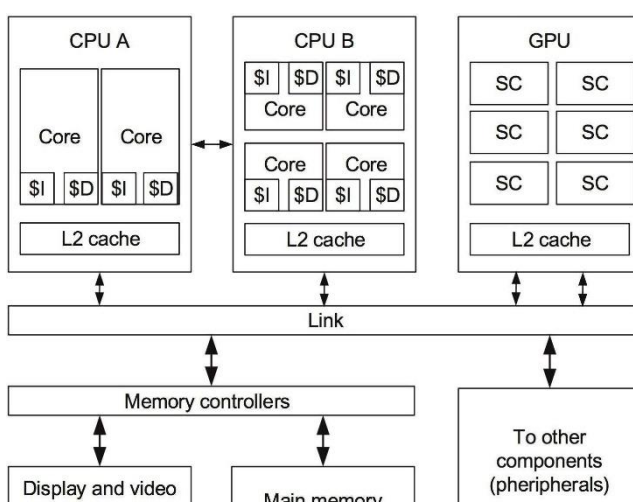 CPU A
CPU B
GPU
Core
Core
$I
$D
$I
$D
L2 cache
$I
$D
$I
$D
Core
Core
Core
Core
$I
$D
$I
$D
L2 cache
SC
SC
SC
SC
SC
SC
L2 cache
Link
Memory controllers
Display and video
Main memory
To other
components
(pheripherals)